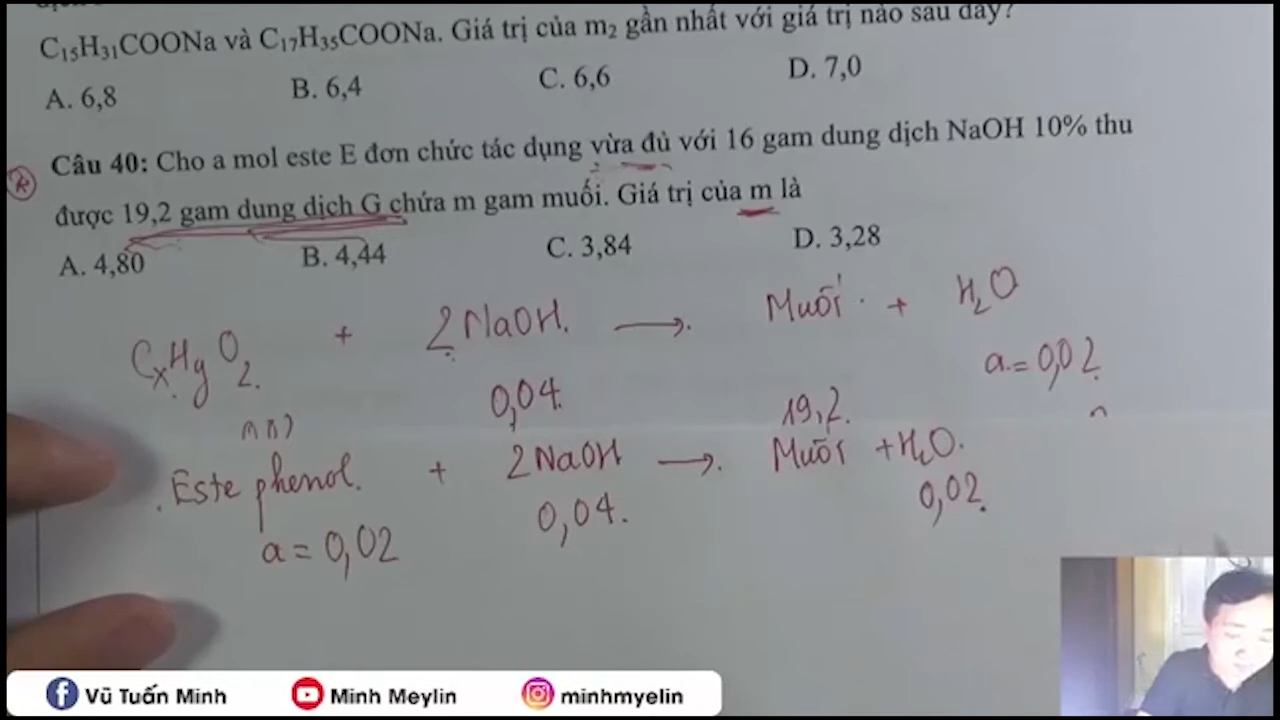 C₁₅H₃₁COONa và C₁₇H₃₅COONa. Giá trị của m₂ gần nhất với giá trị nào sau đây?
A. 6,8 B. 6,4 C. 6,6 D. 7,0
Câu 40: Cho a mol este E đơn chức tác dụng vừa đủ với 16 gam dung dịch NaOH 10% thu
được 19,2 gam dung dịch G chứa m gam muối. Giá trị của m là
A. 4,80 B. 4,44 C. 3,84 D. 3,28
CxHyO₂ + 2NaOH → Muối + H₂O
0,04 a = 0,02
19,2
Este phenol + 2NaOH → Muối + H₂O
a = 0,02 0,04 0,02
Vũ Tuấn Minh Minh Meylin minhmyelin